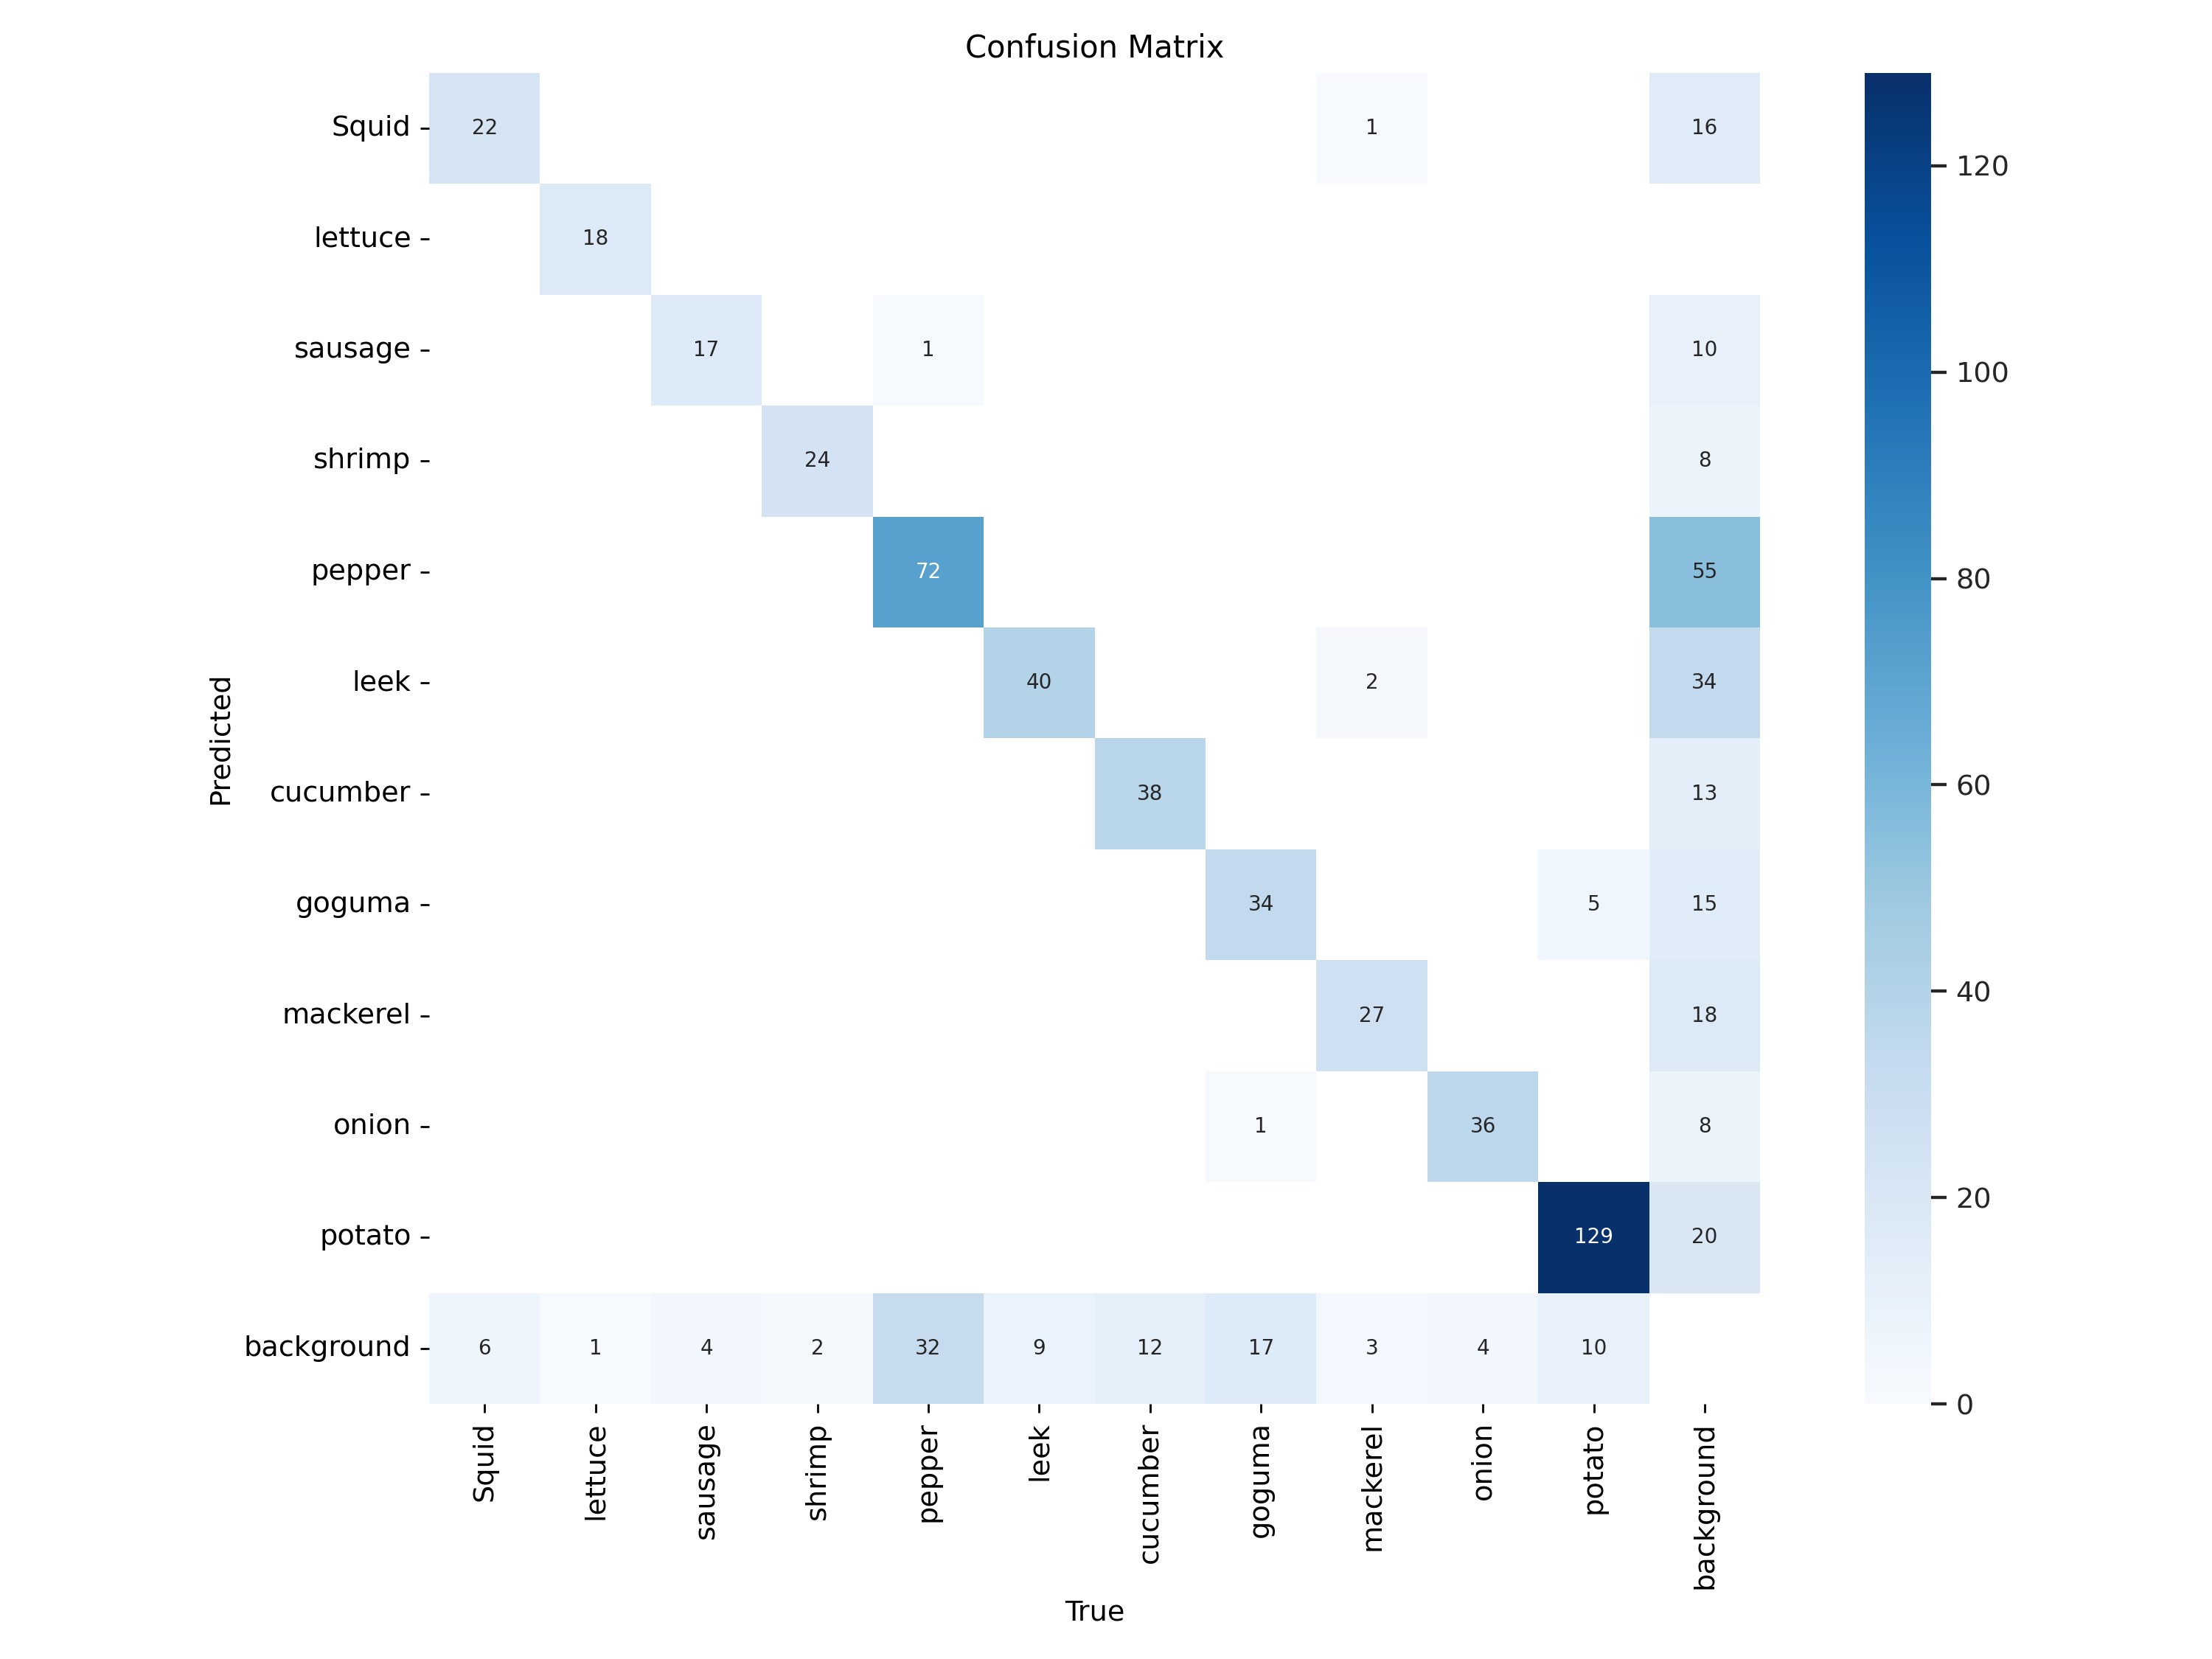 Confusion Matrix
Squid 22 1 16
lettuce 18
sausage 17 1 10
shrimp 24 8
pepper 72 55
leek 40 2 34
cucumber 38 13
goguma 34 5 15
mackerel 27 18
onion 1 36 8
potato 129 20
background 6 1 4 2 32 9 12 17 3 4 10
Predicted
Squid lettuce sausage shrimp pepper leek cucumber goguma mackerel onion potato background
True
120
100
80
60
40
20
0